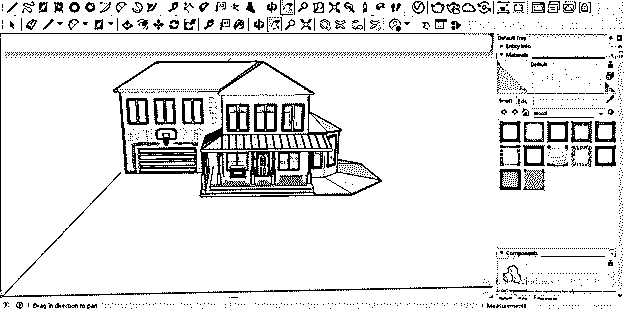 Default Tray
Entity Info
Materials
Default
Select Edit
Wood
Components
Drag in direction to pan
Measurements